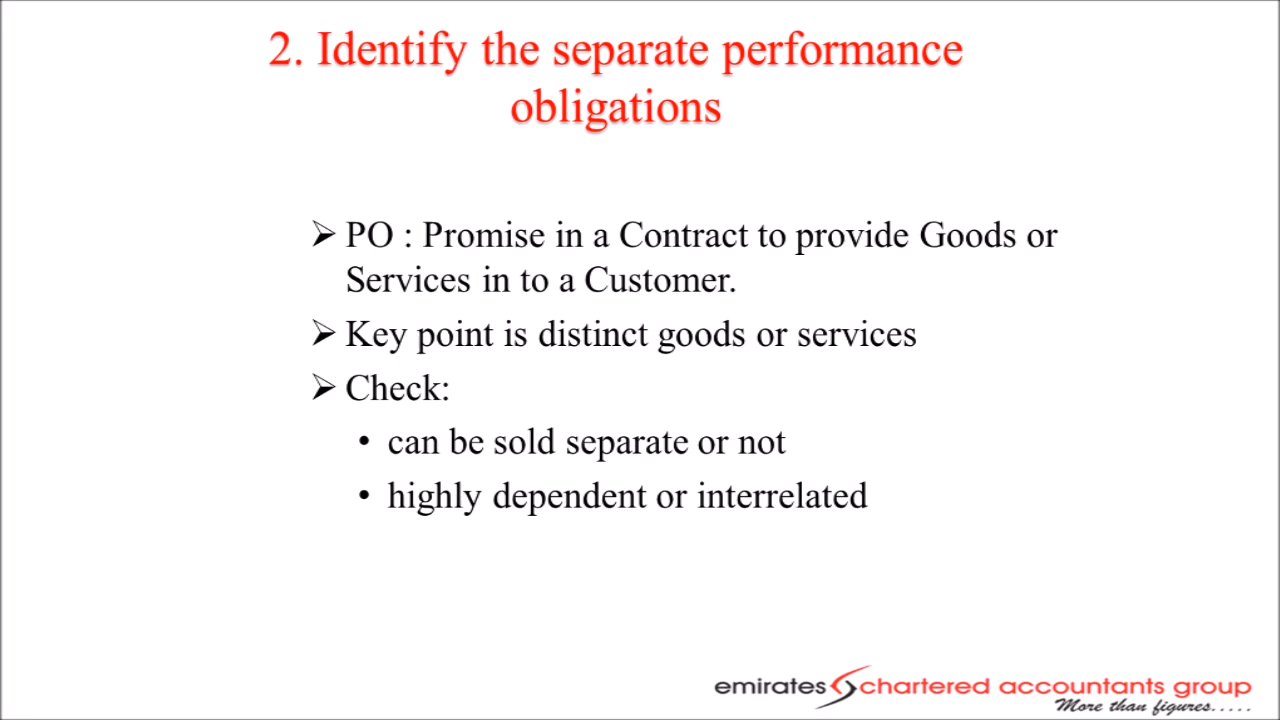 2. Identify the separate performance
obligations
➢ PO : Promise in a Contract to provide Goods or
Services in to a Customer.
➢ Key point is distinct goods or services
➢ Check:
• can be sold separate or not
• highly dependent or interrelated
emirates chartered accountants group
More than figures.....